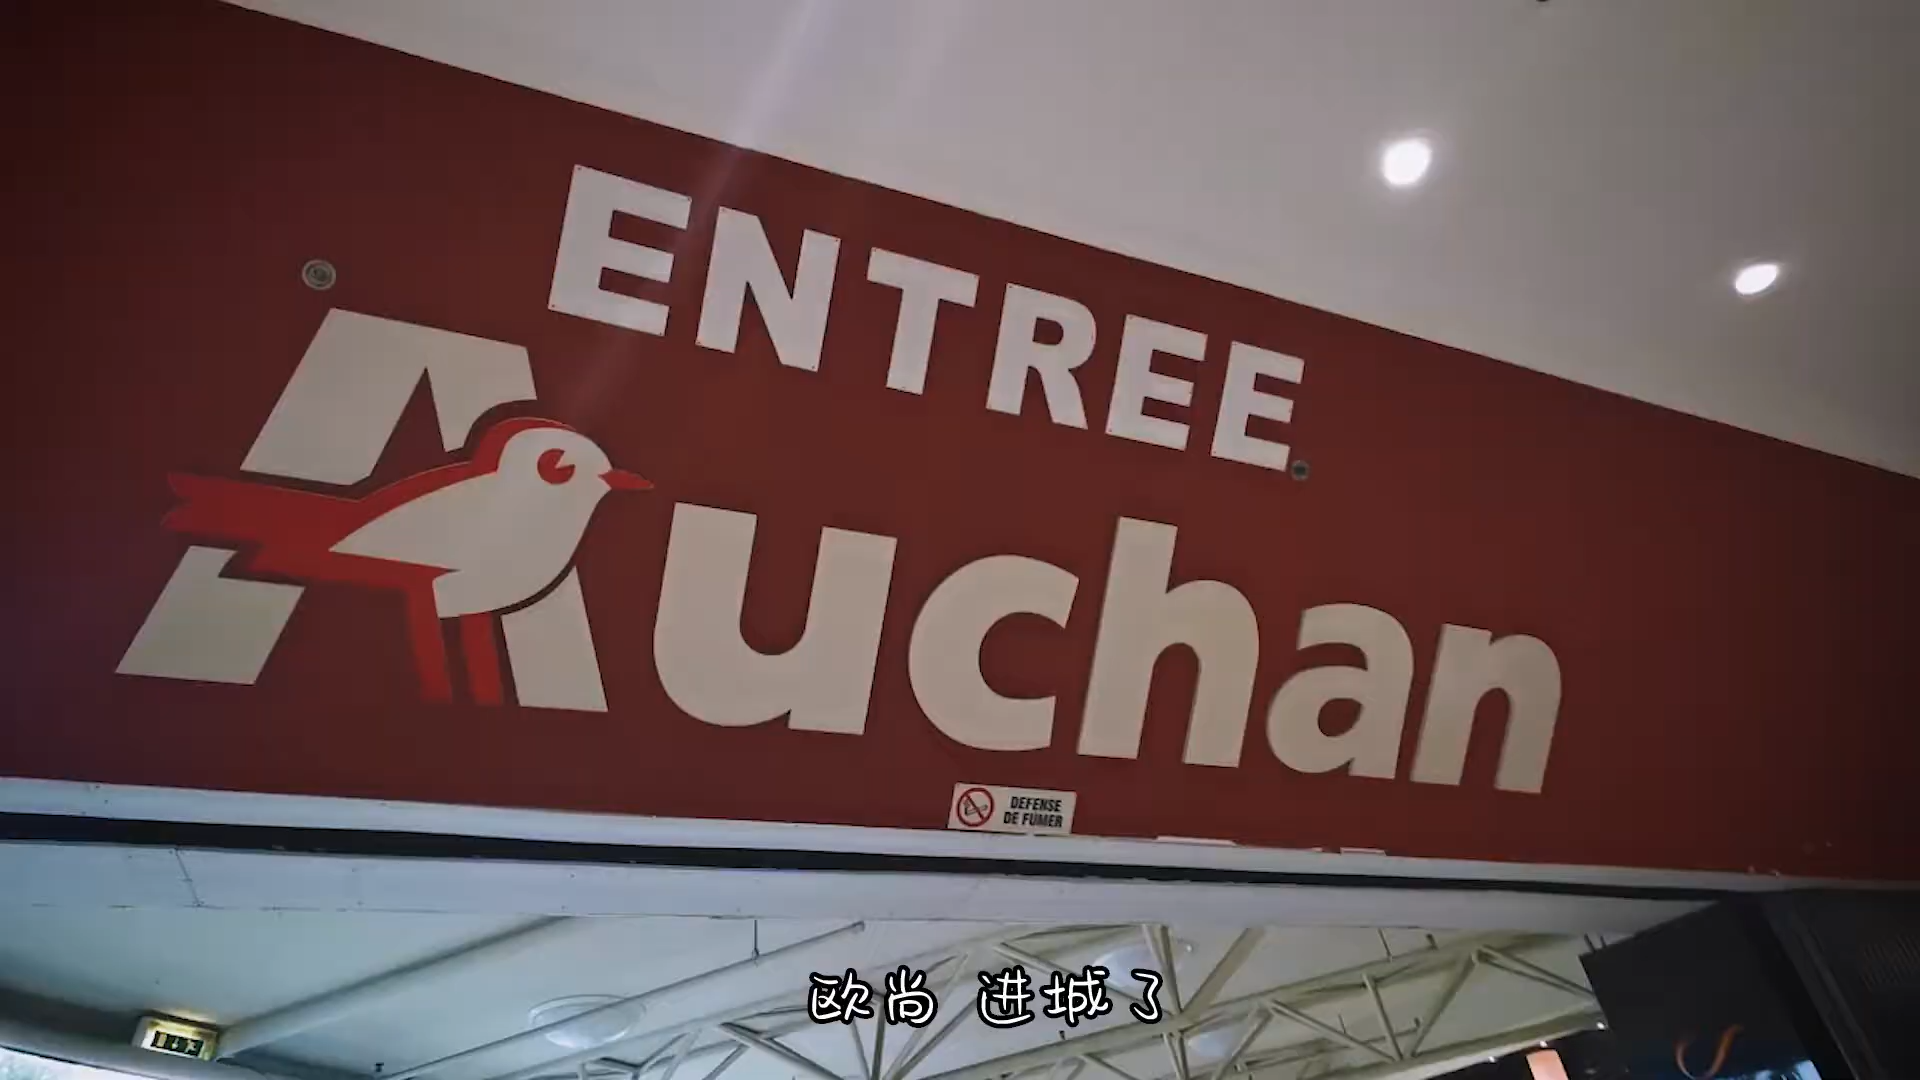 ENTREE
Auchan
DEFENSE
DE FUMER
欧尚 进城了